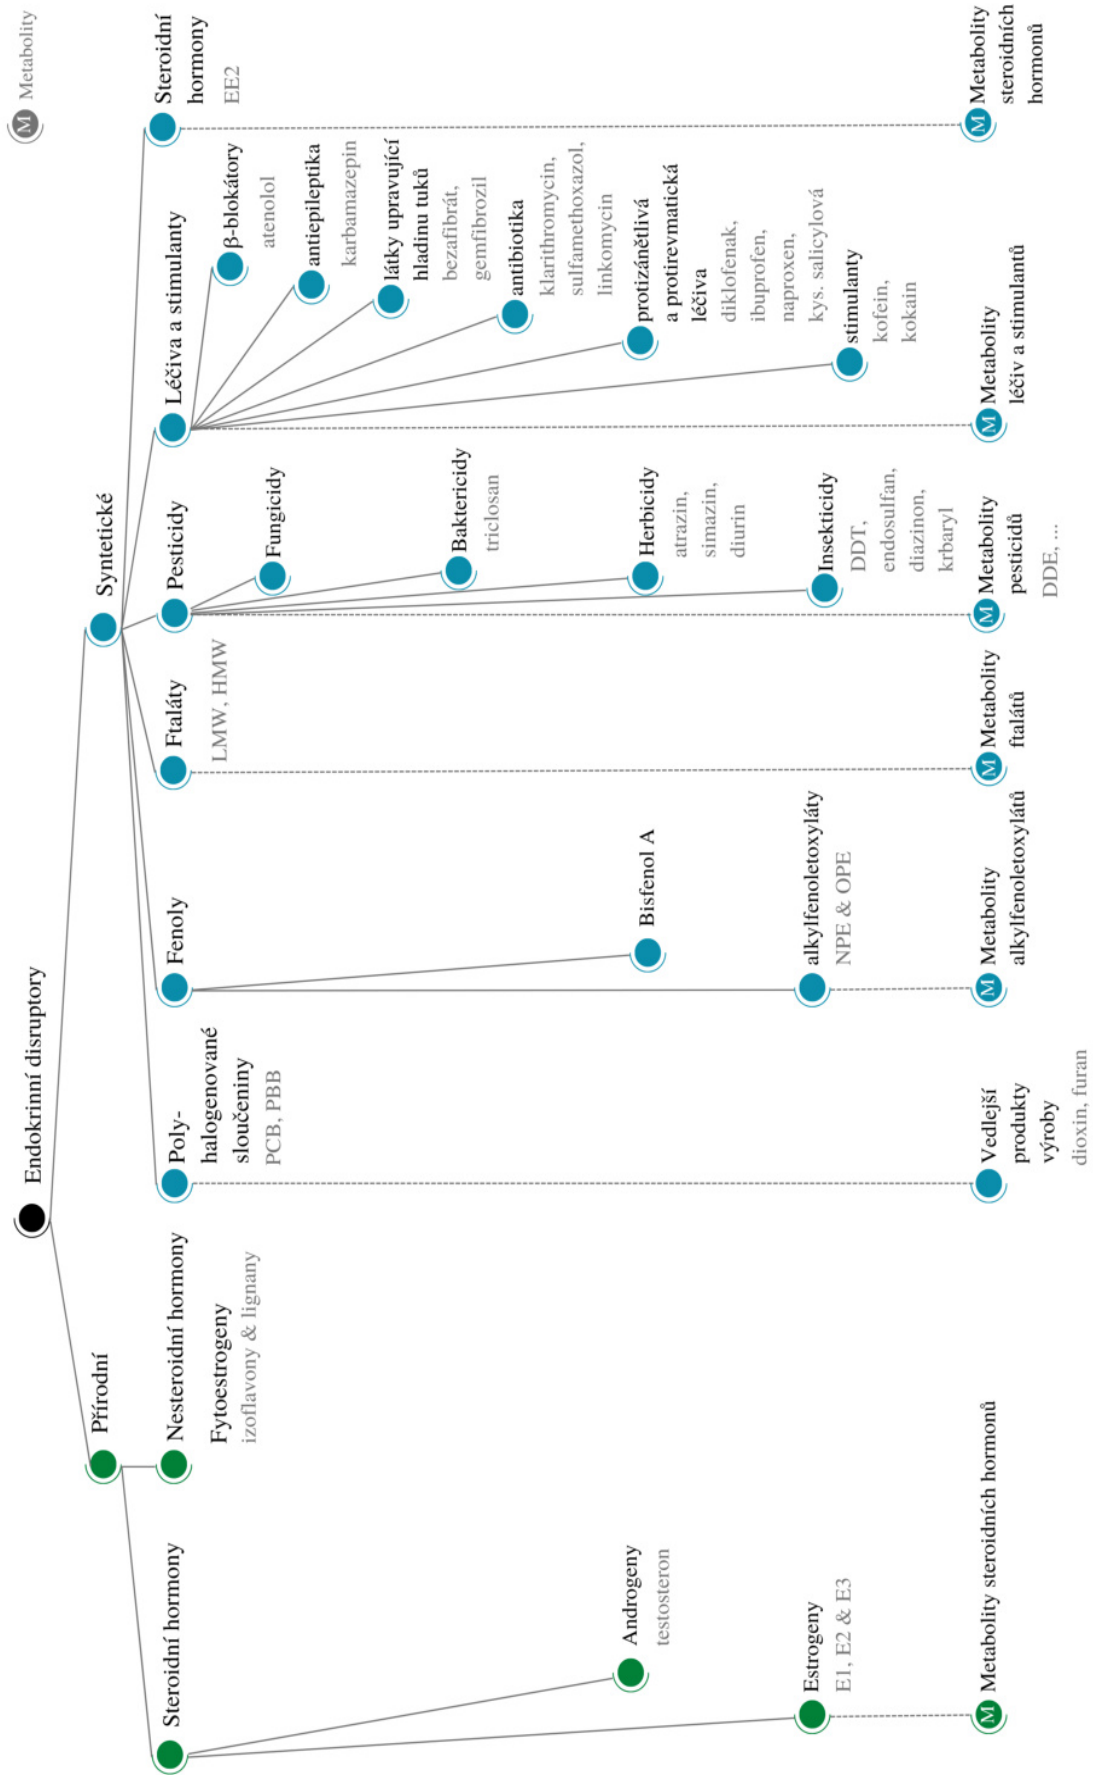 M Metabolity
Endokrinní disruptory
Přírodní
Syntetické
Steroidní hormony
Nesteroidní hormony
Fytoestrogeny
izoflavony & lignany
Androgeny
testosteron
Estrogeny
E1, E2 & E3
M Metabolity steroidních hormonů
Poly-
halogenované
sloučeniny
PCB, PBB
Vedlejší
produkty
výroby
dioxin, furan
Fenoly
Bisfenol A
alkylfenoletoxyláty
NPE & OPE
M Metabolity
alkylfenoletoxylátů
Ftaláty
LMW, HMW
M Metabolity
ftalátů
Pesticidy
Fungicidy
Baktericidy
triclosan
Herbicidy
atrazin,
simazin,
diurin
Insekticidy
DDT,
endosulfan,
diazinon,
krbaryl
M Metabolity
pesticidů
DDE, ...
Léčiva a stimulanty
β-blokátory
atenolol
antiepileptika
karbamazepin
látky upravující
hladinu tuků
bezafibrát,
gemfibrozil
antibiotika
klarithromycin,
sulfamethoxazol,
linkomycin
protizánětlivá
a protirevmatická
léčiva
diklofenak,
ibuprofen,
naproxen,
kys. salicylová
stimulanty
kofein,
kokain
M Metabolity
léčiv a stimulantů
Steroidní
hormony
EE2
M Metabolity
steroidních
hormonů